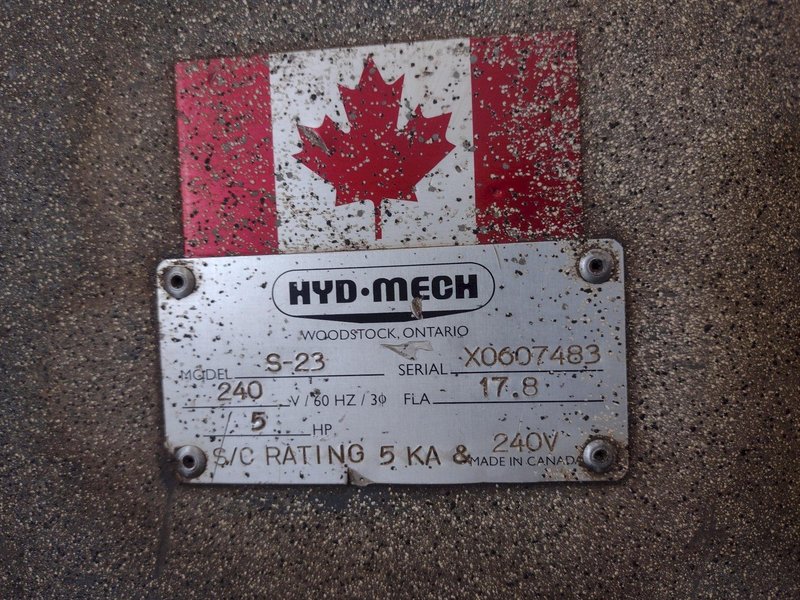 HYD·MECH
WOODSTOCK, ONTARIO
MODEL S-23 SERIAL X0607483
240 V / 60 HZ / 3ϕ FLA 17.8
5 HP
S/C RATING 5 KA & 240V
MADE IN CANADA